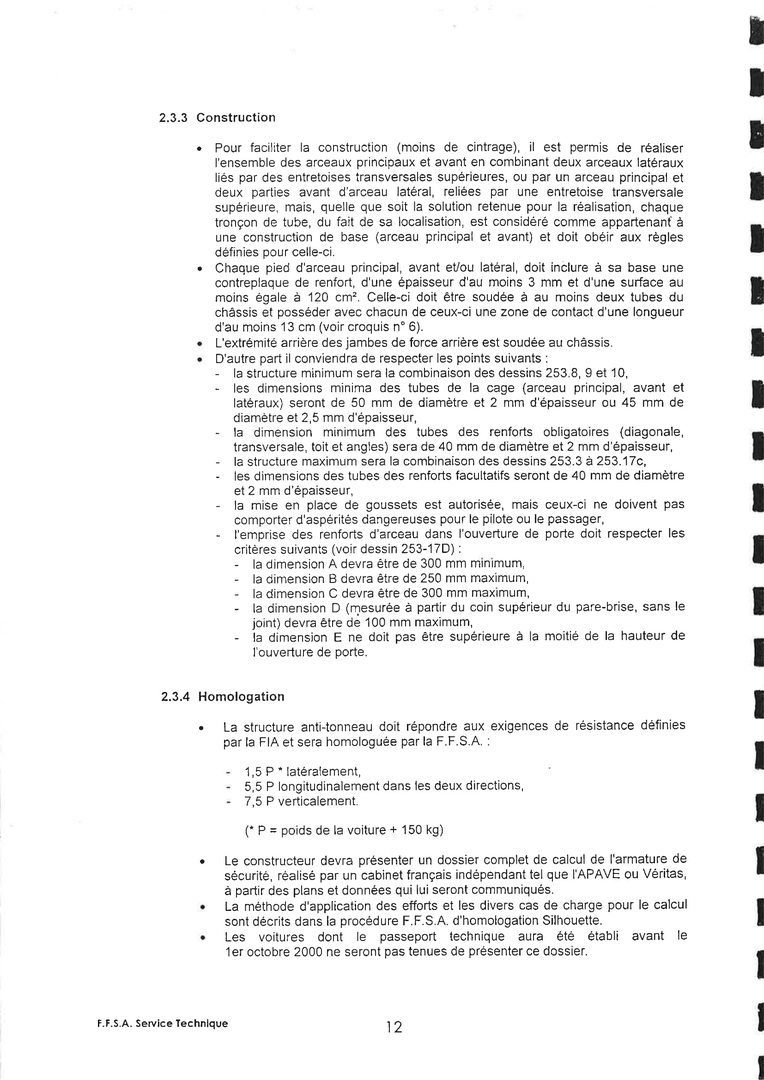 2.3.3 Construction
• Pour faciliter la construction (moins de cintrage), il est permis de réaliser
l'ensemble des arceaux principaux et avant en combinant deux arceaux latéraux
liés par des entretoises transversales supérieures, ou par un arceau principal et
deux parties avant d'arceau latéral, reliées par une entretoise transversale
supérieure, mais, quelle que soit la solution retenue pour la réalisation, chaque
tronçon de tube, du fait de sa localisation, est considéré comme appartenant à
une construction de base (arceau principal et avant) et doit obéir aux règles
définies pour celle-ci.
• Chaque pied d'arceau principal, avant et/ou latéral, doit inclure à sa base une
contreplaque de renfort, d'une épaisseur d'au moins 3 mm et d'une surface au
moins égale à 120 cm². Celle-ci doit être soudée à au moins deux tubes du
châssis et posséder avec chacun de ceux-ci une zone de contact d'une longueur
d'au moins 13 cm (voir croquis n° 6).
• L'extrémité arrière des jambes de force arrière est soudée au châssis.
• D'autre part il conviendra de respecter les points suivants :
- la structure minimum sera la combinaison des dessins 253.8, 9 et 10,
- les dimensions minima des tubes de la cage (arceau principal, avant et
latéraux) seront de 50 mm de diamètre et 2 mm d'épaisseur ou 45 mm de
diamètre et 2,5 mm d'épaisseur,
- la dimension minimum des tubes des renforts obligatoires (diagonale,
transversale, toit et angles) sera de 40 mm de diamètre et 2 mm d'épaisseur,
- la structure maximum sera la combinaison des dessins 253.3 à 253.17c,
- les dimensions des tubes des renforts facultatifs seront de 40 mm de diamètre
et 2 mm d'épaisseur,
- la mise en place de goussets est autorisée, mais ceux-ci ne doivent pas
comporter d'aspérités dangereuses pour le pilote ou le passager,
- l'emprise des renforts d'arceau dans l'ouverture de porte doit respecter les
critères suivants (voir dessin 253-17D) :
- la dimension A devra être de 300 mm minimum,
- la dimension B devra être de 250 mm maximum,
- la dimension C devra être de 300 mm maximum,
- la dimension D (mesurée à partir du coin supérieur du pare-brise, sans le
joint) devra être de 100 mm maximum,
- la dimension E ne doit pas être supérieure à la moitié de la hauteur de
l'ouverture de porte.
2.3.4 Homologation
• La structure anti-tonneau doit répondre aux exigences de résistance définies
par la FIA et sera homologuée par la F.F.S.A. :
- 1,5 P * latéralement,
- 5,5 P longitudinalement dans les deux directions,
- 7,5 P verticalement.
(* P = poids de la voiture + 150 kg)
• Le constructeur devra présenter un dossier complet de calcul de l'armature de
sécurité, réalisé par un cabinet français indépendant tel que l'APAVE ou Véritas,
à partir des plans et données qui lui seront communiqués.
• La méthode d'application des efforts et les divers cas de charge pour le calcul
sont décrits dans la procédure F.F.S.A. d'homologation Silhouette.
• Les voitures dont le passeport technique aura été établi avant le
1er octobre 2000 ne seront pas tenues de présenter ce dossier.
F.F.S.A. Service Technique
12